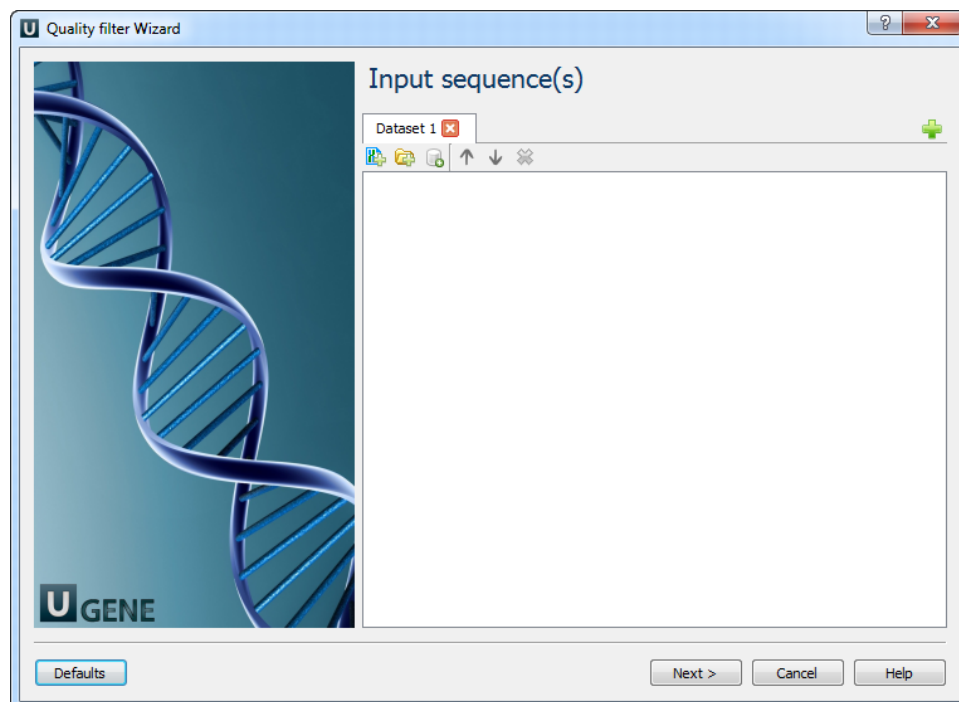 U Quality filter Wizard
Input sequence(s)
Dataset 1
U GENE
Defaults
Next >
Cancel
Help